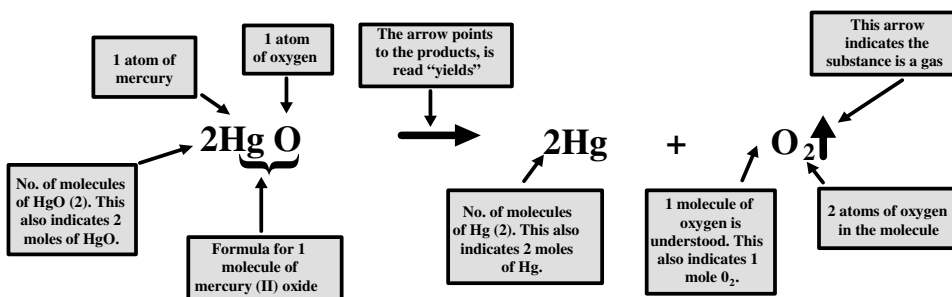 1 atom of
mercury
1 atom
of oxygen
The arrow points
to the products, is
read “yields”
This arrow
indicates the
substance is a gas
2Hg O
2Hg
+
O2
No. of molecules
of HgO (2). This
also indicates 2
moles of HgO.
Formula for 1
molecule of
mercury (II) oxide
No. of molecules
of Hg (2). This also
indicates 2 moles
of Hg.
1 molecule of
oxygen is
understood. This
also indicates 1
mole 0₂.
2 atoms of oxygen
in the molecule